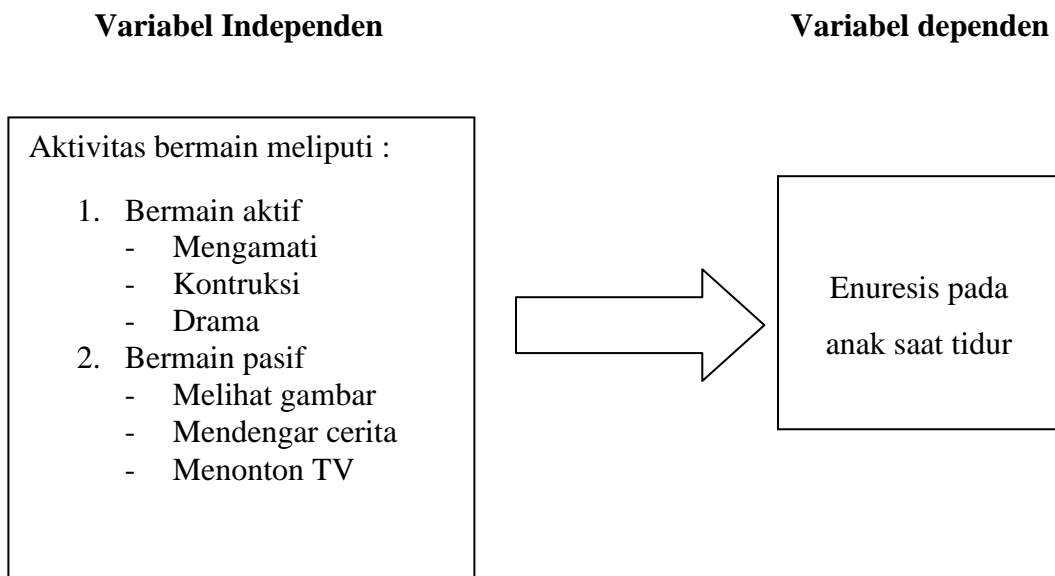 Variabel Independen
Variabel dependen
Aktivitas bermain meliputi :
1. Bermain aktif
- Mengamati
- Kontruksi
- Drama
2. Bermain pasif
- Melihat gambar
- Mendengar cerita
- Menonton TV
Enuresis pada
anak saat tidur